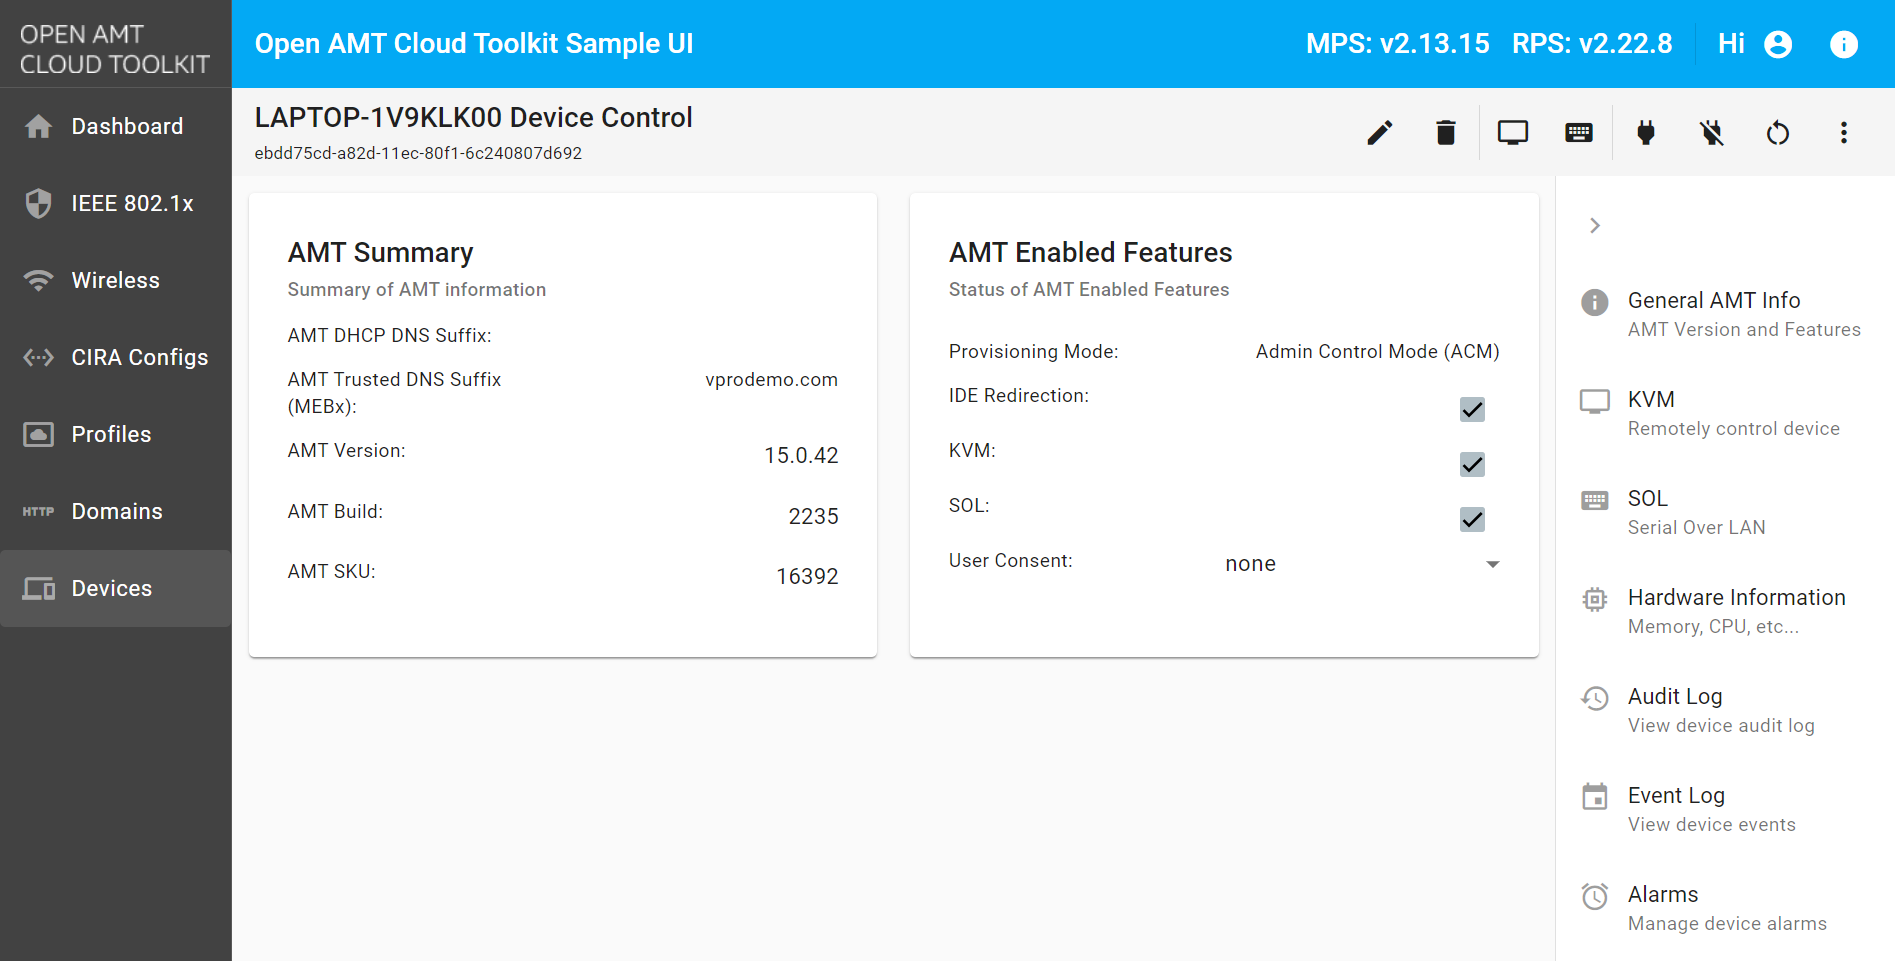 OPEN AMT
CLOUD TOOLKIT
Open AMT Cloud Toolkit Sample UI
MPS: v2.13.15 RPS: v2.22.8
Hi
Dashboard
IEEE 802.1x
Wireless
CIRA Configs
Profiles
HTTP Domains
Devices
LAPTOP-1V9KLK00 Device Control
ebdd75cd-a82d-11ec-80f1-6c240807d692
AMT Summary
Summary of AMT information
AMT DHCP DNS Suffix:
AMT Trusted DNS Suffix vprodemo.com
(MEBx):
AMT Version: 15.0.42
AMT Build: 2235
AMT SKU: 16392
AMT Enabled Features
Status of AMT Enabled Features
Provisioning Mode: Admin Control Mode (ACM)
IDE Redirection:
KVM:
SOL:
User Consent: none
General AMT Info
AMT Version and Features
KVM
Remotely control device
SOL
Serial Over LAN
Hardware Information
Memory, CPU, etc...
Audit Log
View device audit log
Event Log
View device events
Alarms
Manage device alarms